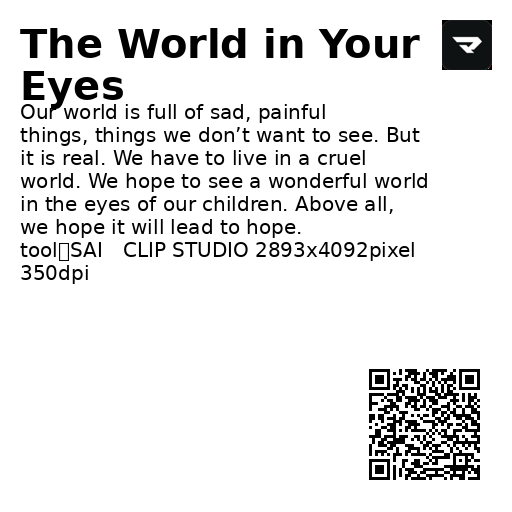 The World in Your
Eyes
Our world is full of sad, painful
things, things we don’t want to see. But
it is real. We have to live in a cruel
world. We hope to see a wonderful world
in the eyes of our children. Above all,
we hope it will lead to hope.
tool▯SAI　CLIP STUDIO 2893x4092pixel
350dpi